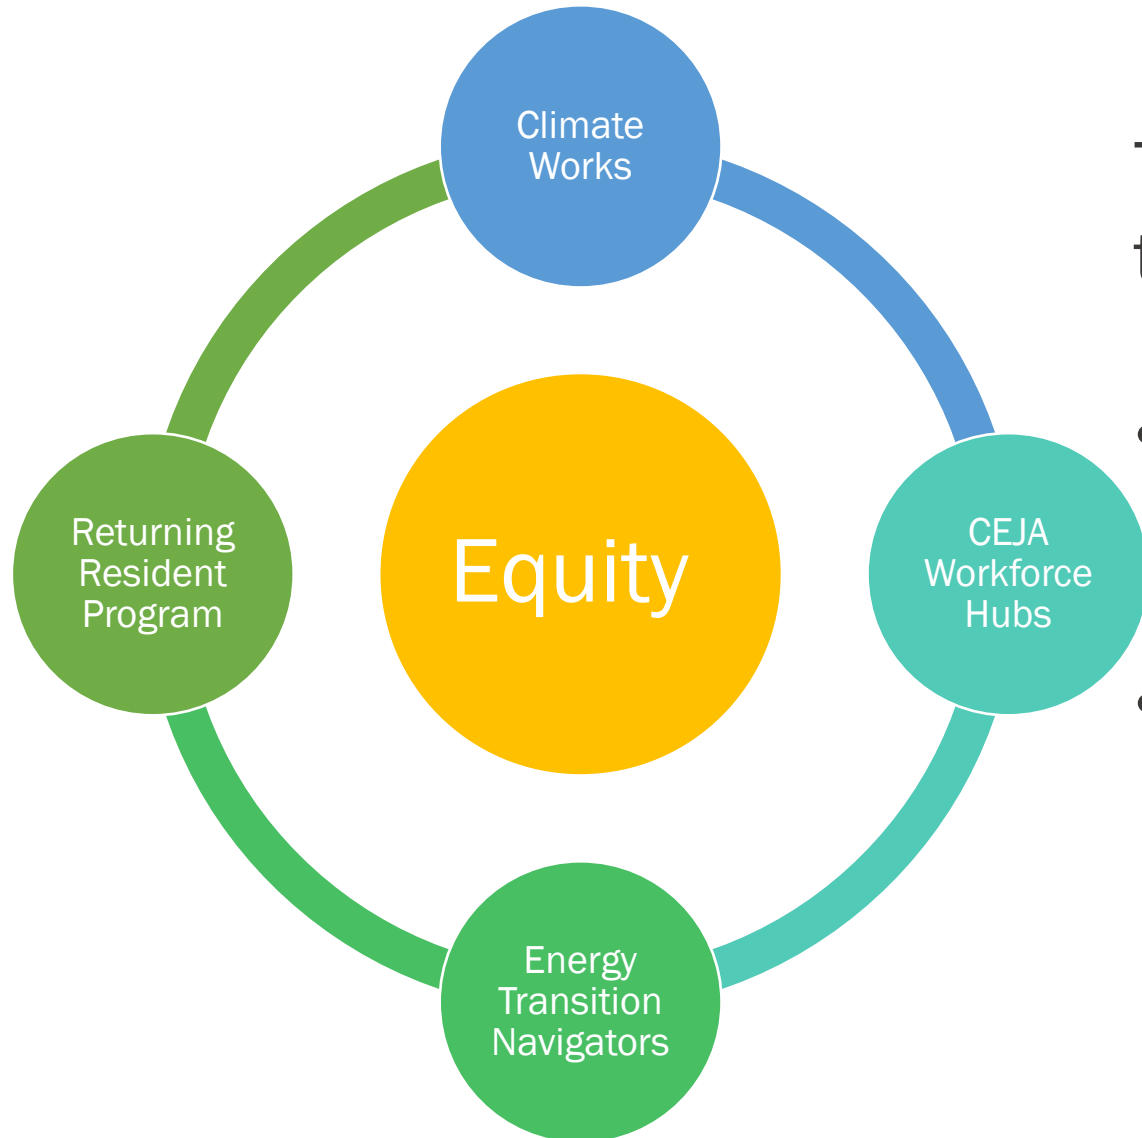 Climate
Works
Returning
Resident
Program
Equity
CEJA
Workforce
Hubs
Energy
Transition
Navigators